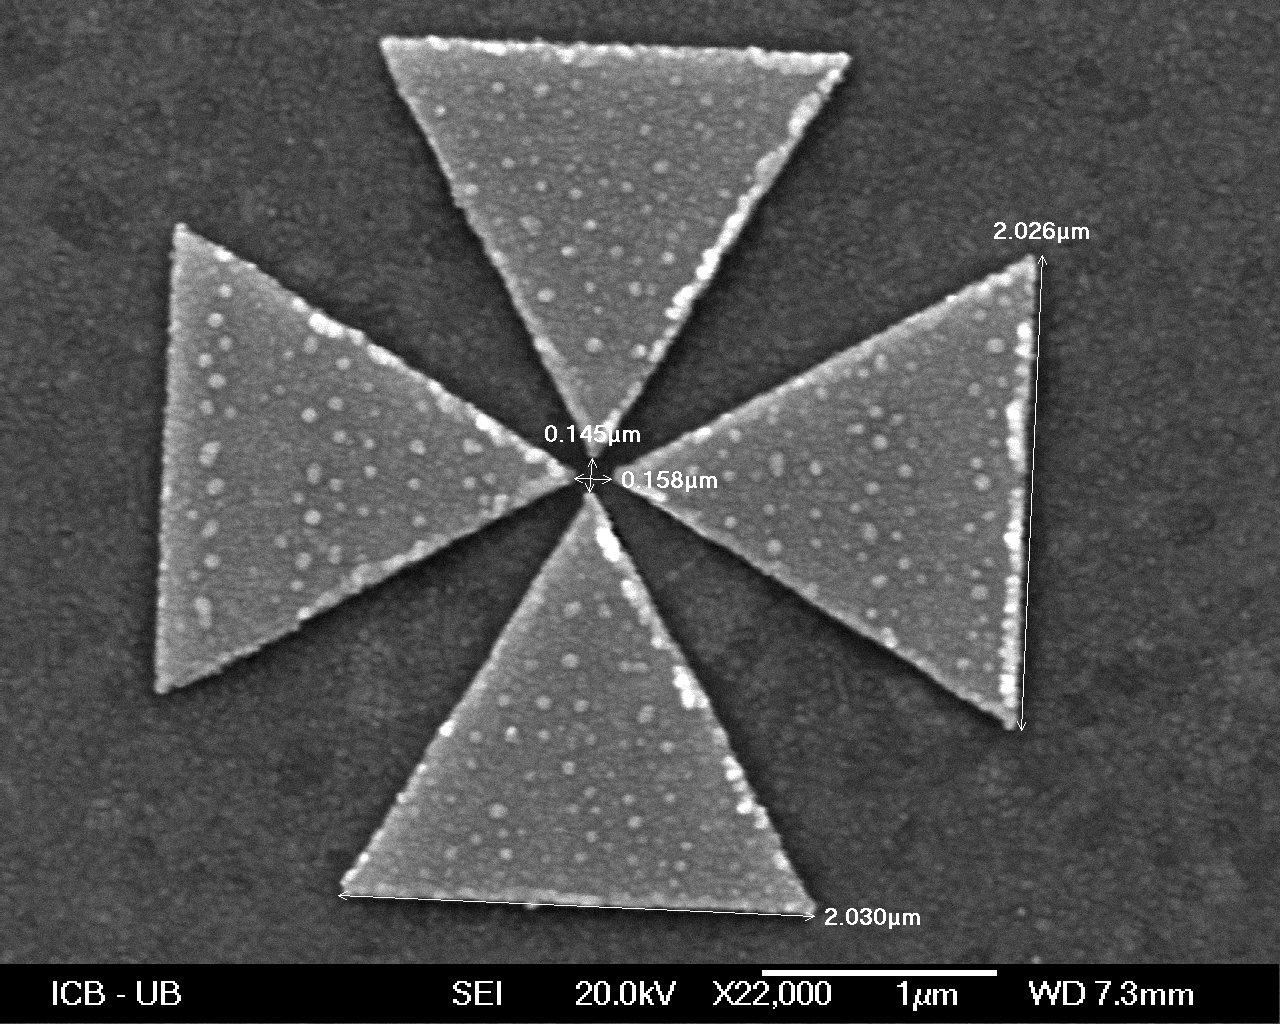 2.026µm
0.145µm
0.158µm
2.030µm
ICB - UB SEI 20.0kV X22,000 1µm WD 7.3mm